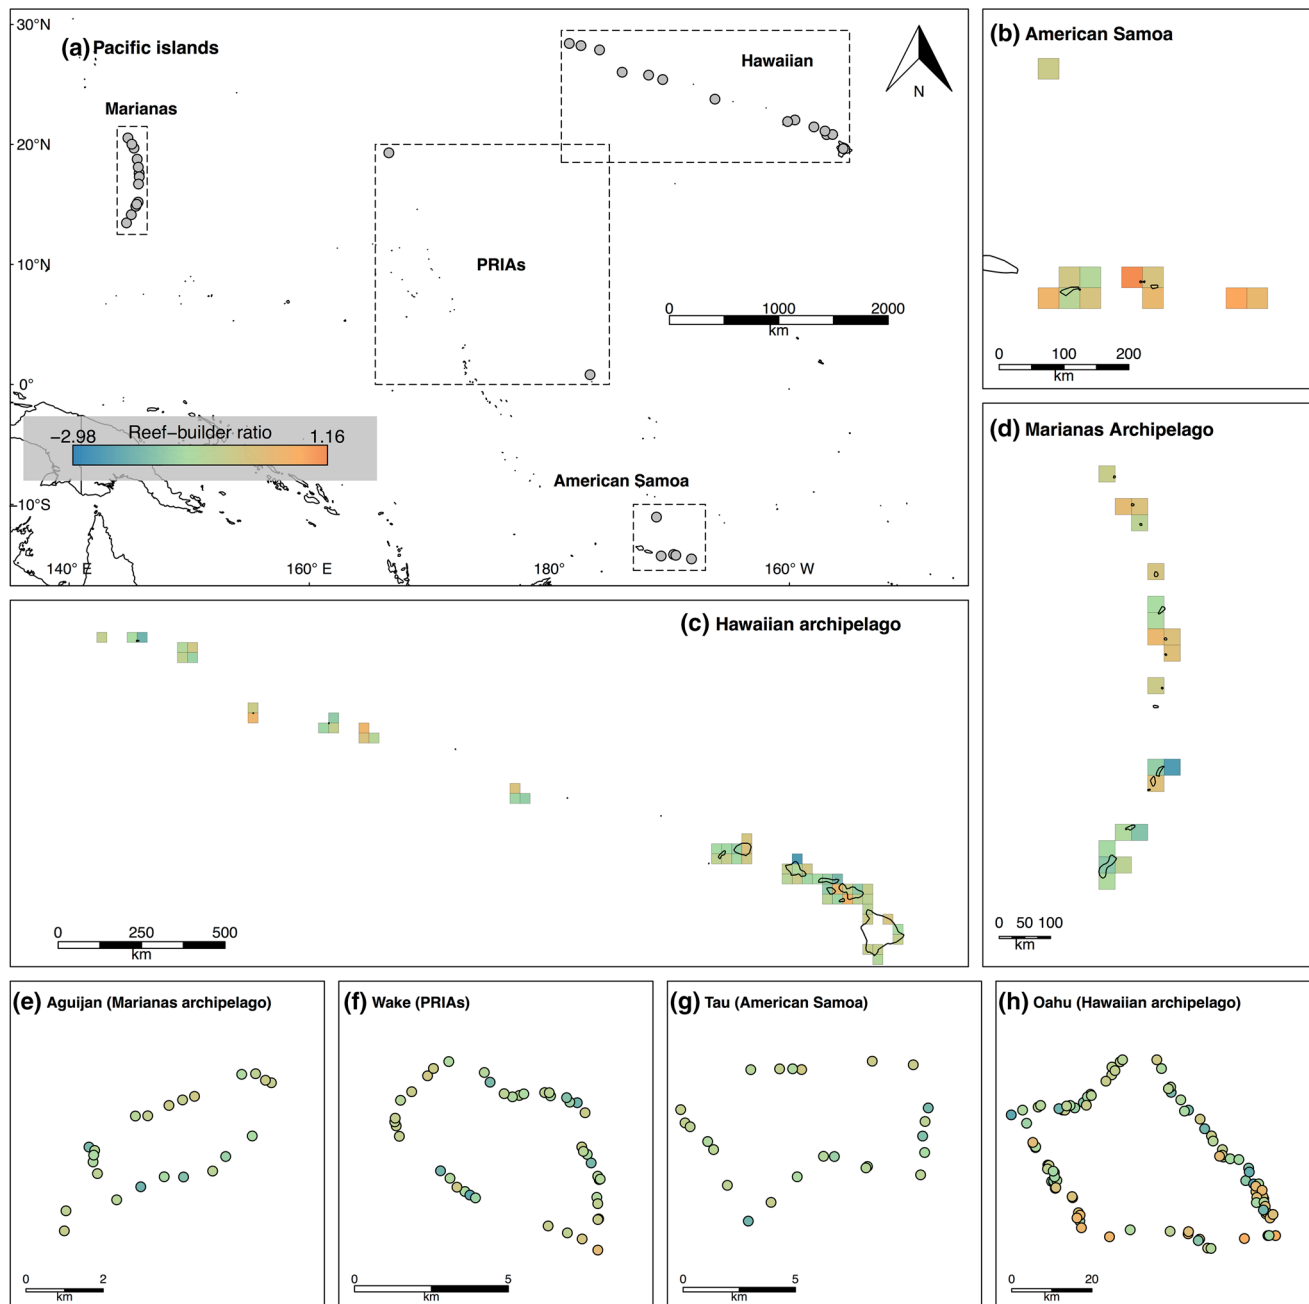 30°N
(a) Pacific islands
Hawaiian
N
Marianas
20°N
10°N
PRIAs
0 1000 2000
km
0°
−2.98 Reef−builder ratio 1.16
American Samoa
−10°S
140° E 160° E 180° 160° W
(b) American Samoa
0 100 200
km
(c) Hawaiian archipelago
0 250 500
km
(d) Marianas Archipelago
0 50 100
km
(e) Aguijan (Marianas archipelago)
0 2
km
(f) Wake (PRIAs)
0 5
km
(g) Tau (American Samoa)
0 5
km
(h) Oahu (Hawaiian archipelago)
0 20
km